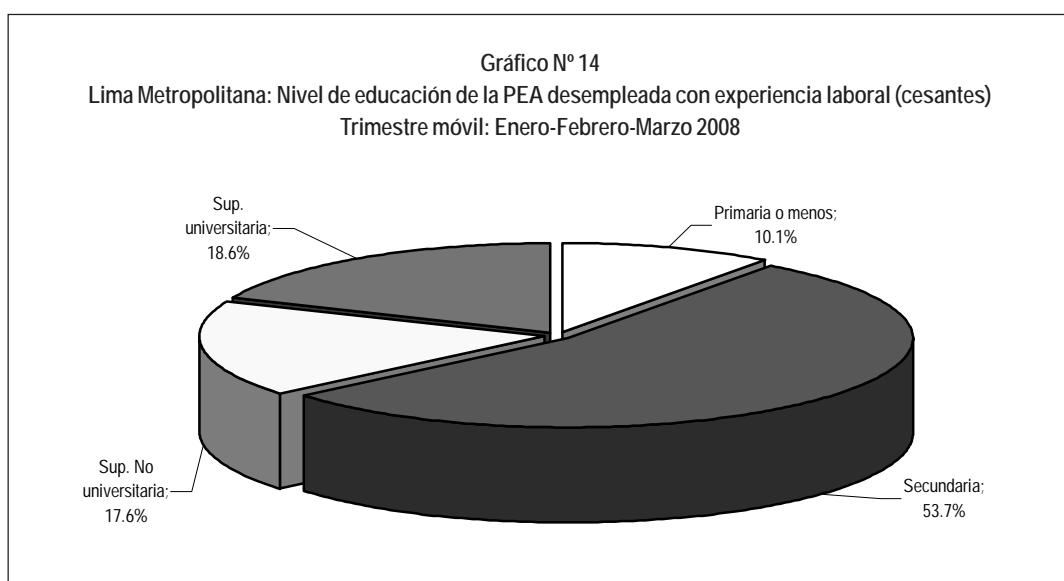 Gráfico Nº 14
Lima Metropolitana: Nivel de educación de la PEA desempleada con experiencia laboral (cesantes)
Trimestre móvil: Enero-Febrero-Marzo 2008
Sup.
universitaria;
18.6%
Primaria o menos;
10.1%
Sup. No
universitaria;
17.6%
Secundaria;
53.7%